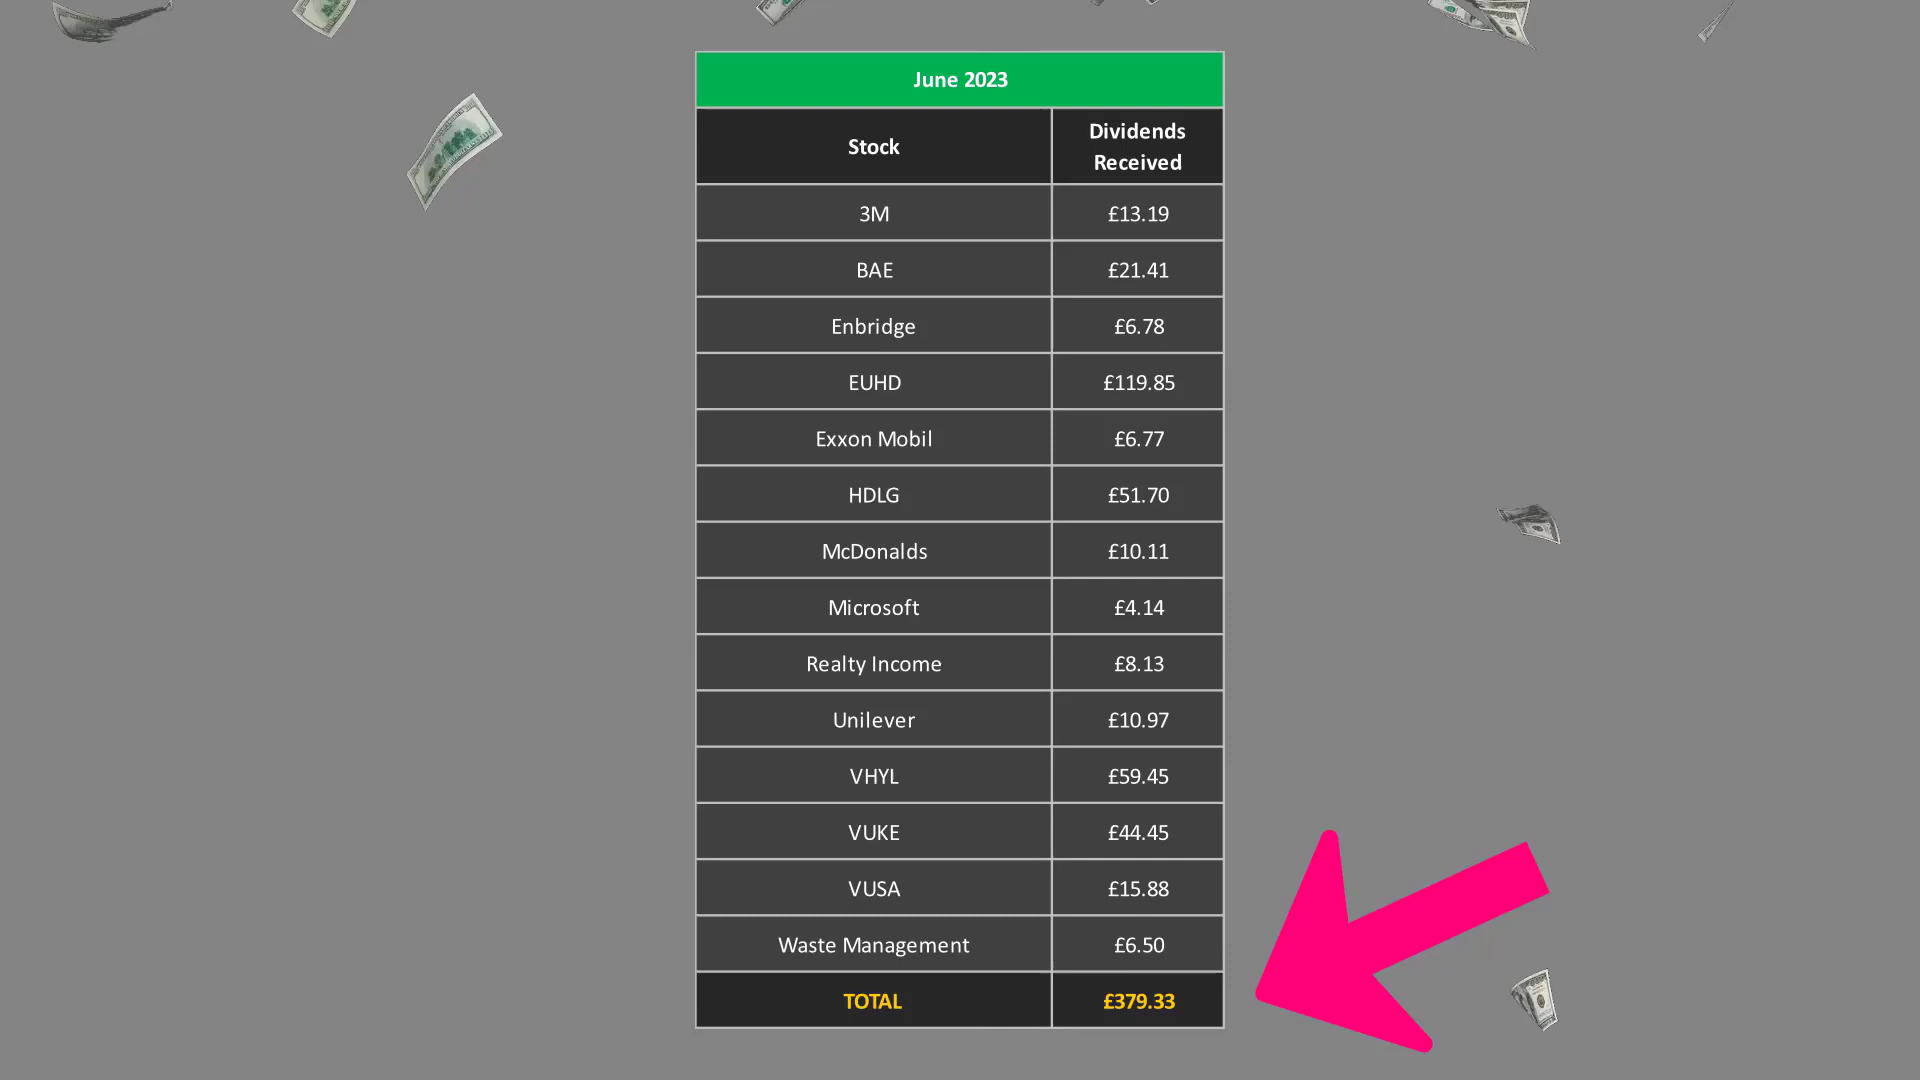 June 2023
Stock Dividends Received
3M £13.19
BAE £21.41
Enbridge £6.78
EUHD £119.85
Exxon Mobil £6.77
HDLG £51.70
McDonalds £10.11
Microsoft £4.14
Realty Income £8.13
Unilever £10.97
VHYL £59.45
VUKE £44.45
VUSA £15.88
Waste Management £6.50
TOTAL £379.33